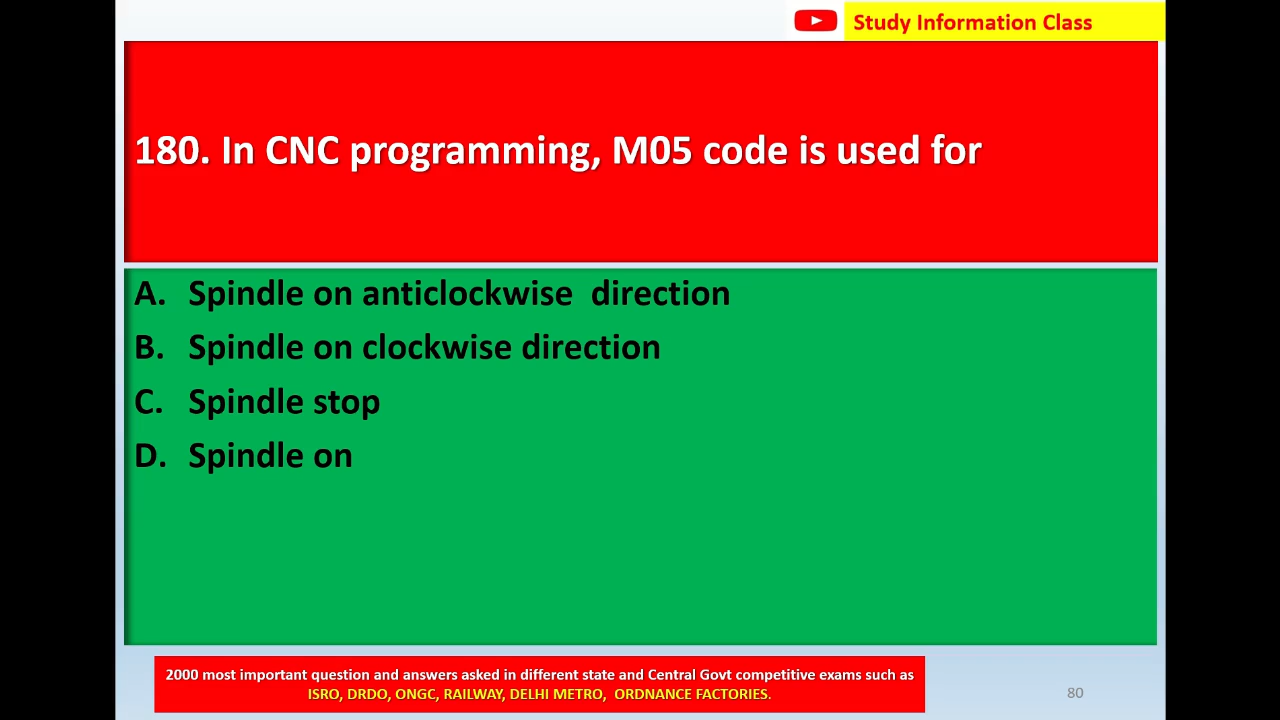 Study Information Class
180. In CNC programming, M05 code is used for
A. Spindle on anticlockwise  direction
B. Spindle on clockwise direction
C. Spindle stop
D. Spindle on
2000 most important question and answers asked in different state and Central Govt competitive exams such as
ISRO, DRDO, ONGC, RAILWAY, DELHI METRO,  ORDNANCE FACTORIES.
80